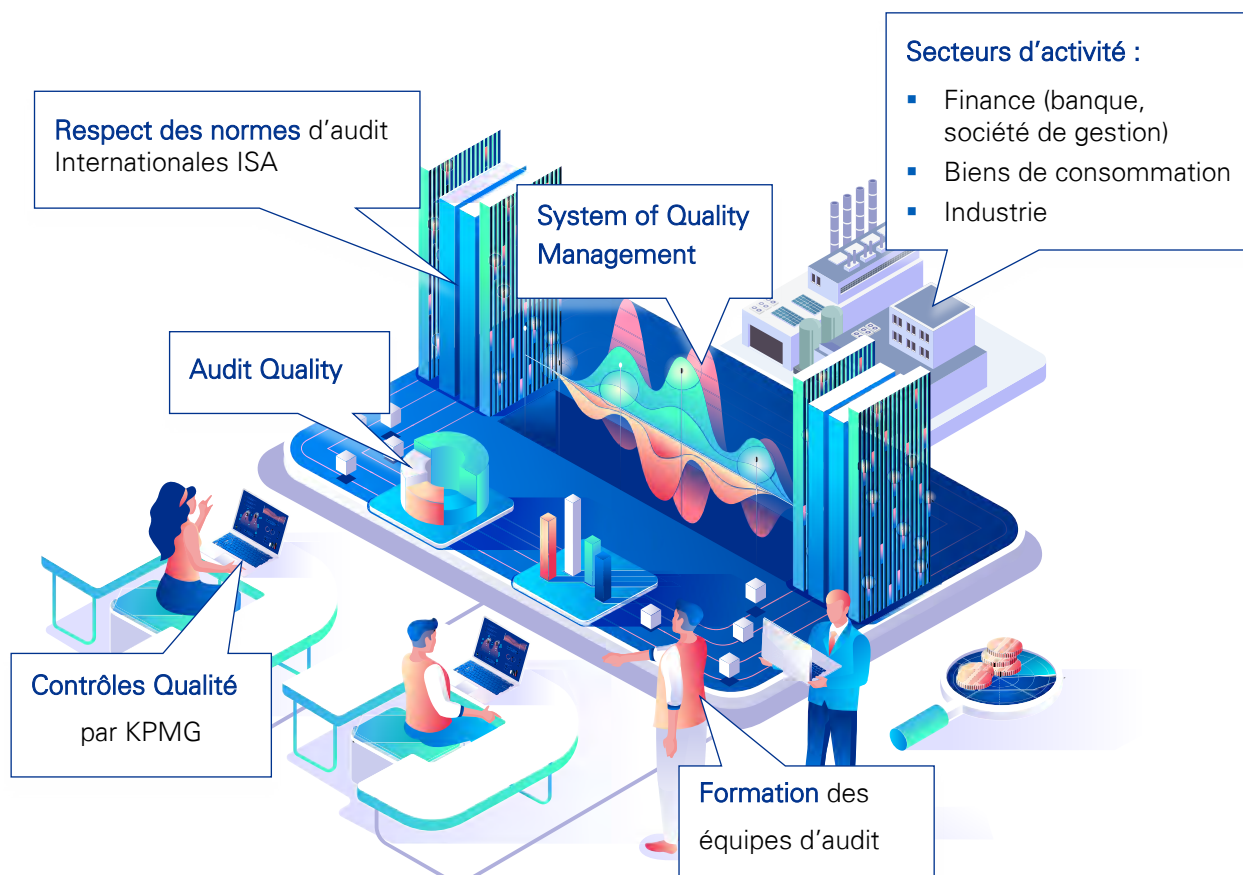 Secteurs d’activité :
▪ Finance (banque,
société de gestion)
▪ Biens de consommation
▪ Industrie
Respect des normes d’audit
Internationales ISA
System of Quality
Management
Audit Quality
Contrôles Qualité
par KPMG
Formation des
équipes d’audit